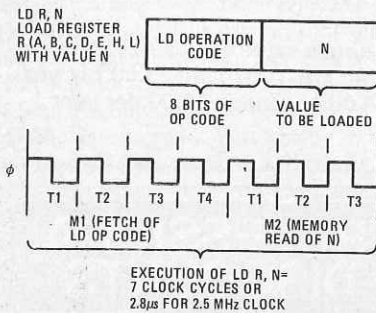 LD R, N
LOAD REGISTER
R (A, B, C, D, E, H, L)
WITH VALUE N
LD OPERATION
CODE
N
8 BITS OF
OP CODE
VALUE
TO BE LOADED
φ
T1 T2 T3 T4 T1 T2 T3
M1 (FETCH OF
LD OP CODE)
M2 (MEMORY
READ OF N)
EXECUTION OF LD R, N=
7 CLOCK CYCLES OR
2.8μs FOR 2.5 MHz CLOCK